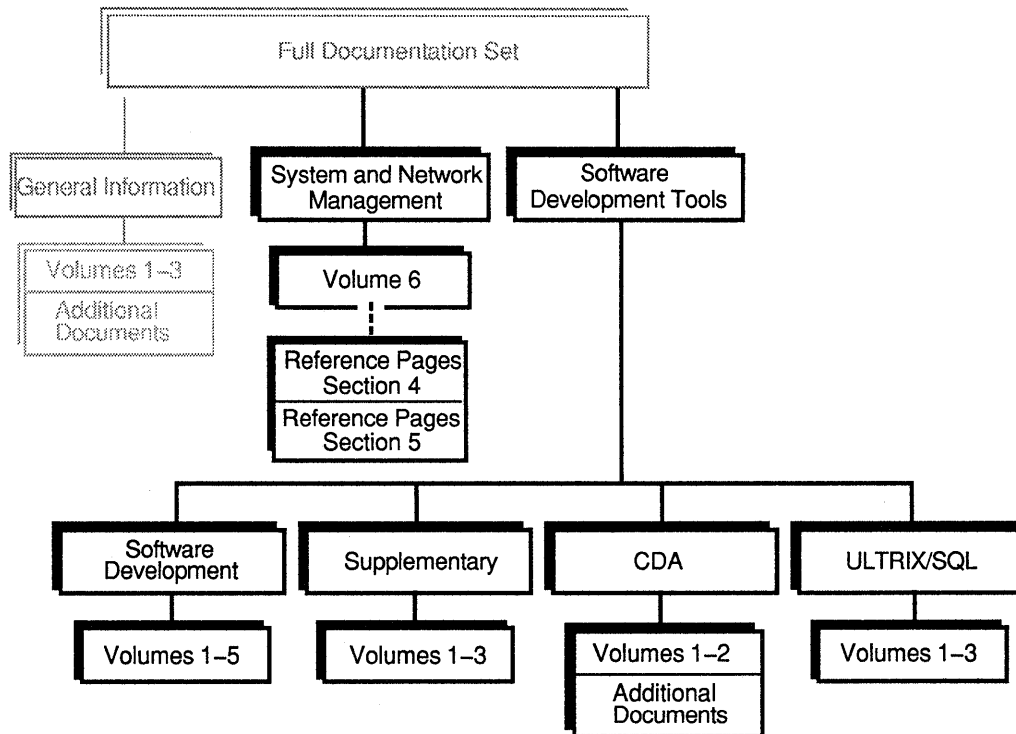 Full Documentation Set
General Information
System and Network
Management
Software
Development Tools
Volumes 1–3
Additional
Documents
Volume 6
Reference Pages
Section 4
Reference Pages
Section 5
Software
Development
Supplementary
CDA
ULTRIX/SQL
Volumes 1–5
Volumes 1–3
Volumes 1–2
Additional
Documents
Volumes 1–3